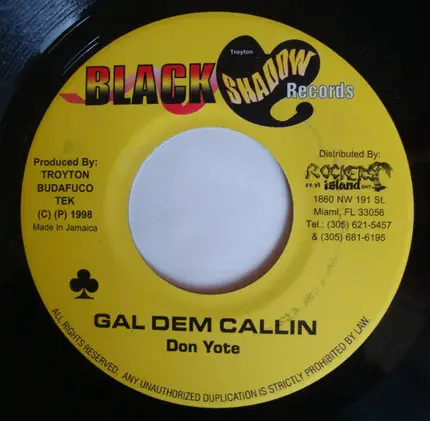 Troyton
BLACK SHADOW
Records
Produced By:
TROYTON
BUDAFUCO
TEK
(C) (P) 1998
Made In Jamaica
Distributed By:
ROCKERS
island
1860 NW 191 St.
Miami, FL 33056
Tel.: (305) 621-5457
& (305) 681-6195
GAL DEM CALLIN
Don Yote
ALL RIGHTS RESERVED. ANY UNAUTHORIZED DUPLICATION IS STRICTLY PROHIBITED BY LAW.